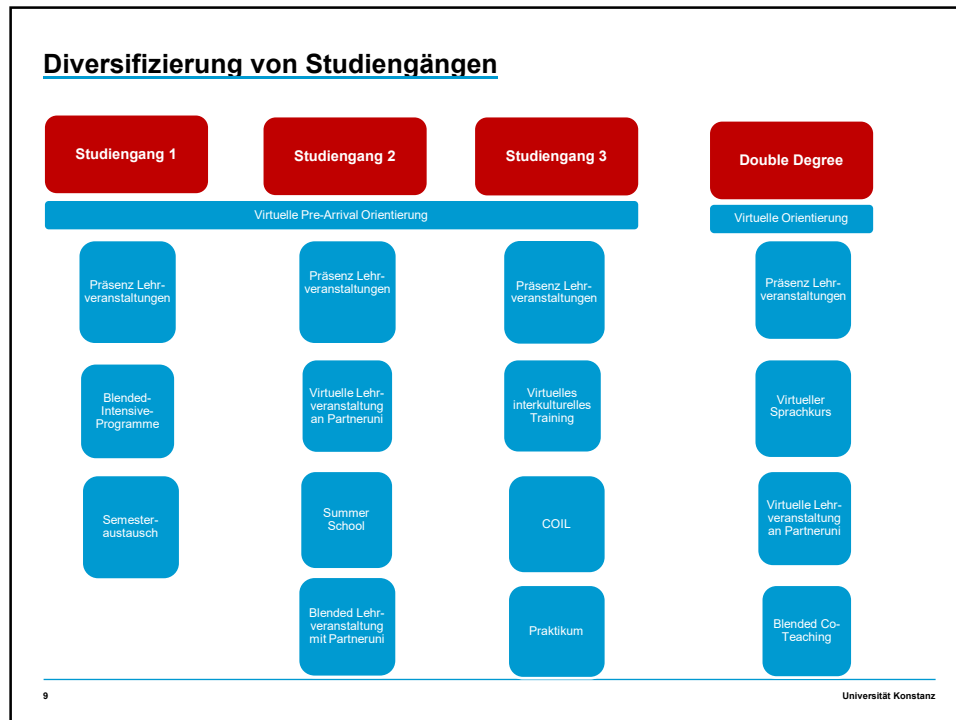 Diversifizierung von Studiengängen
Studiengang 1
Studiengang 2
Studiengang 3
Double Degree
Virtuelle Pre-Arrival Orientierung
Virtuelle Orientierung
Präsenz Lehr-
veranstaltungen
Präsenz Lehr-
veranstaltungen
Präsenz Lehr-
veranstaltungen
Präsenz Lehr-
veranstaltungen
Blended-
Intensive-
Programme
Virtuelle Lehr-
veranstaltung
an Partneruni
Virtuelles
interkulturelles
Training
Virtueller
Sprachkurs
Semester-
austausch
Summer
School
COIL
Virtuelle Lehr-
veranstaltung
an Partneruni
Blended Lehr-
veranstaltung
mit Partneruni
Praktikum
Blended Co-
Teaching
9
Universität Konstanz